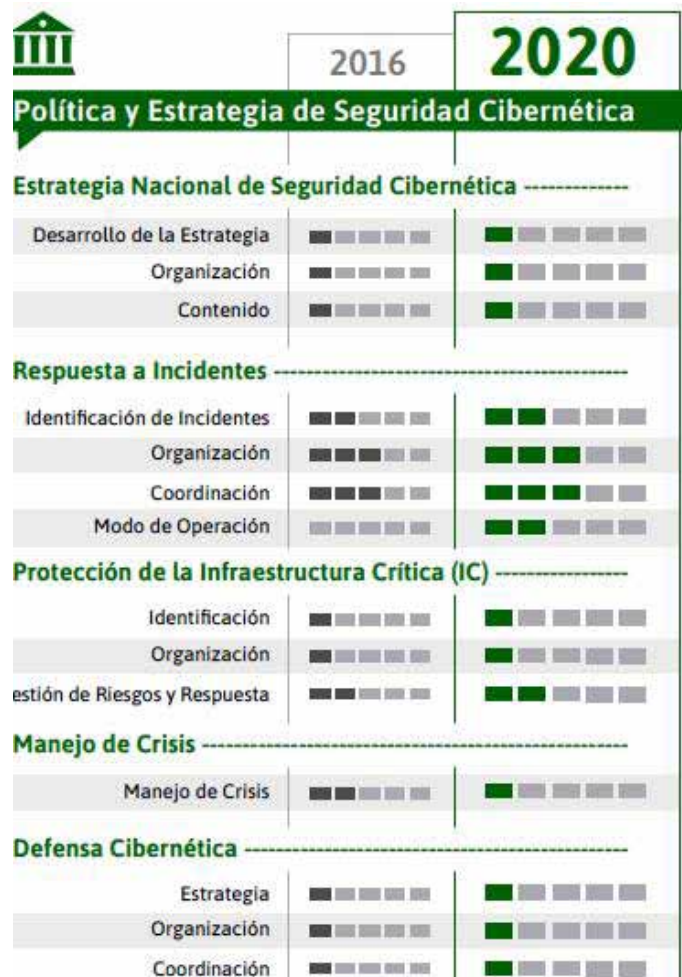 2016 2020
Política y Estrategia de Seguridad Cibernética
Estrategia Nacional de Seguridad Cibernética
Desarrollo de la Estrategia
Organización
Contenido
Respuesta a Incidentes
Identificación de Incidentes
Organización
Coordinación
Modo de Operación
Protección de la Infraestructura Crítica (IC)
Identificación
Organización
estión de Riesgos y Respuesta
Manejo de Crisis
Manejo de Crisis
Defensa Cibernética
Estrategia
Organización
Coordinación